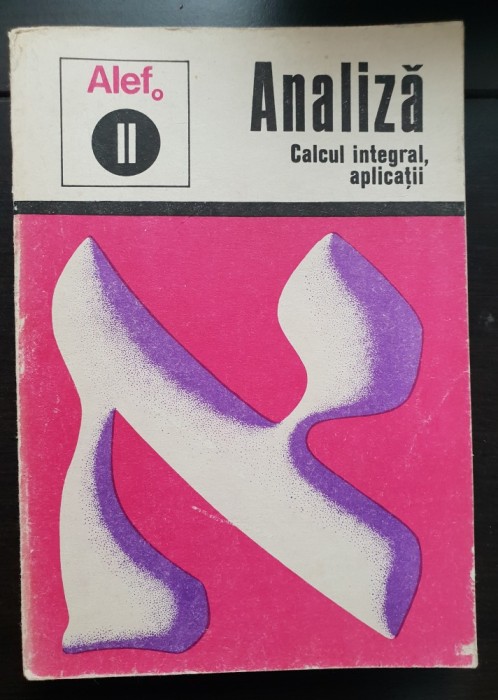 Alef₀
II
Analiză
Calcul integral,
aplicații
א